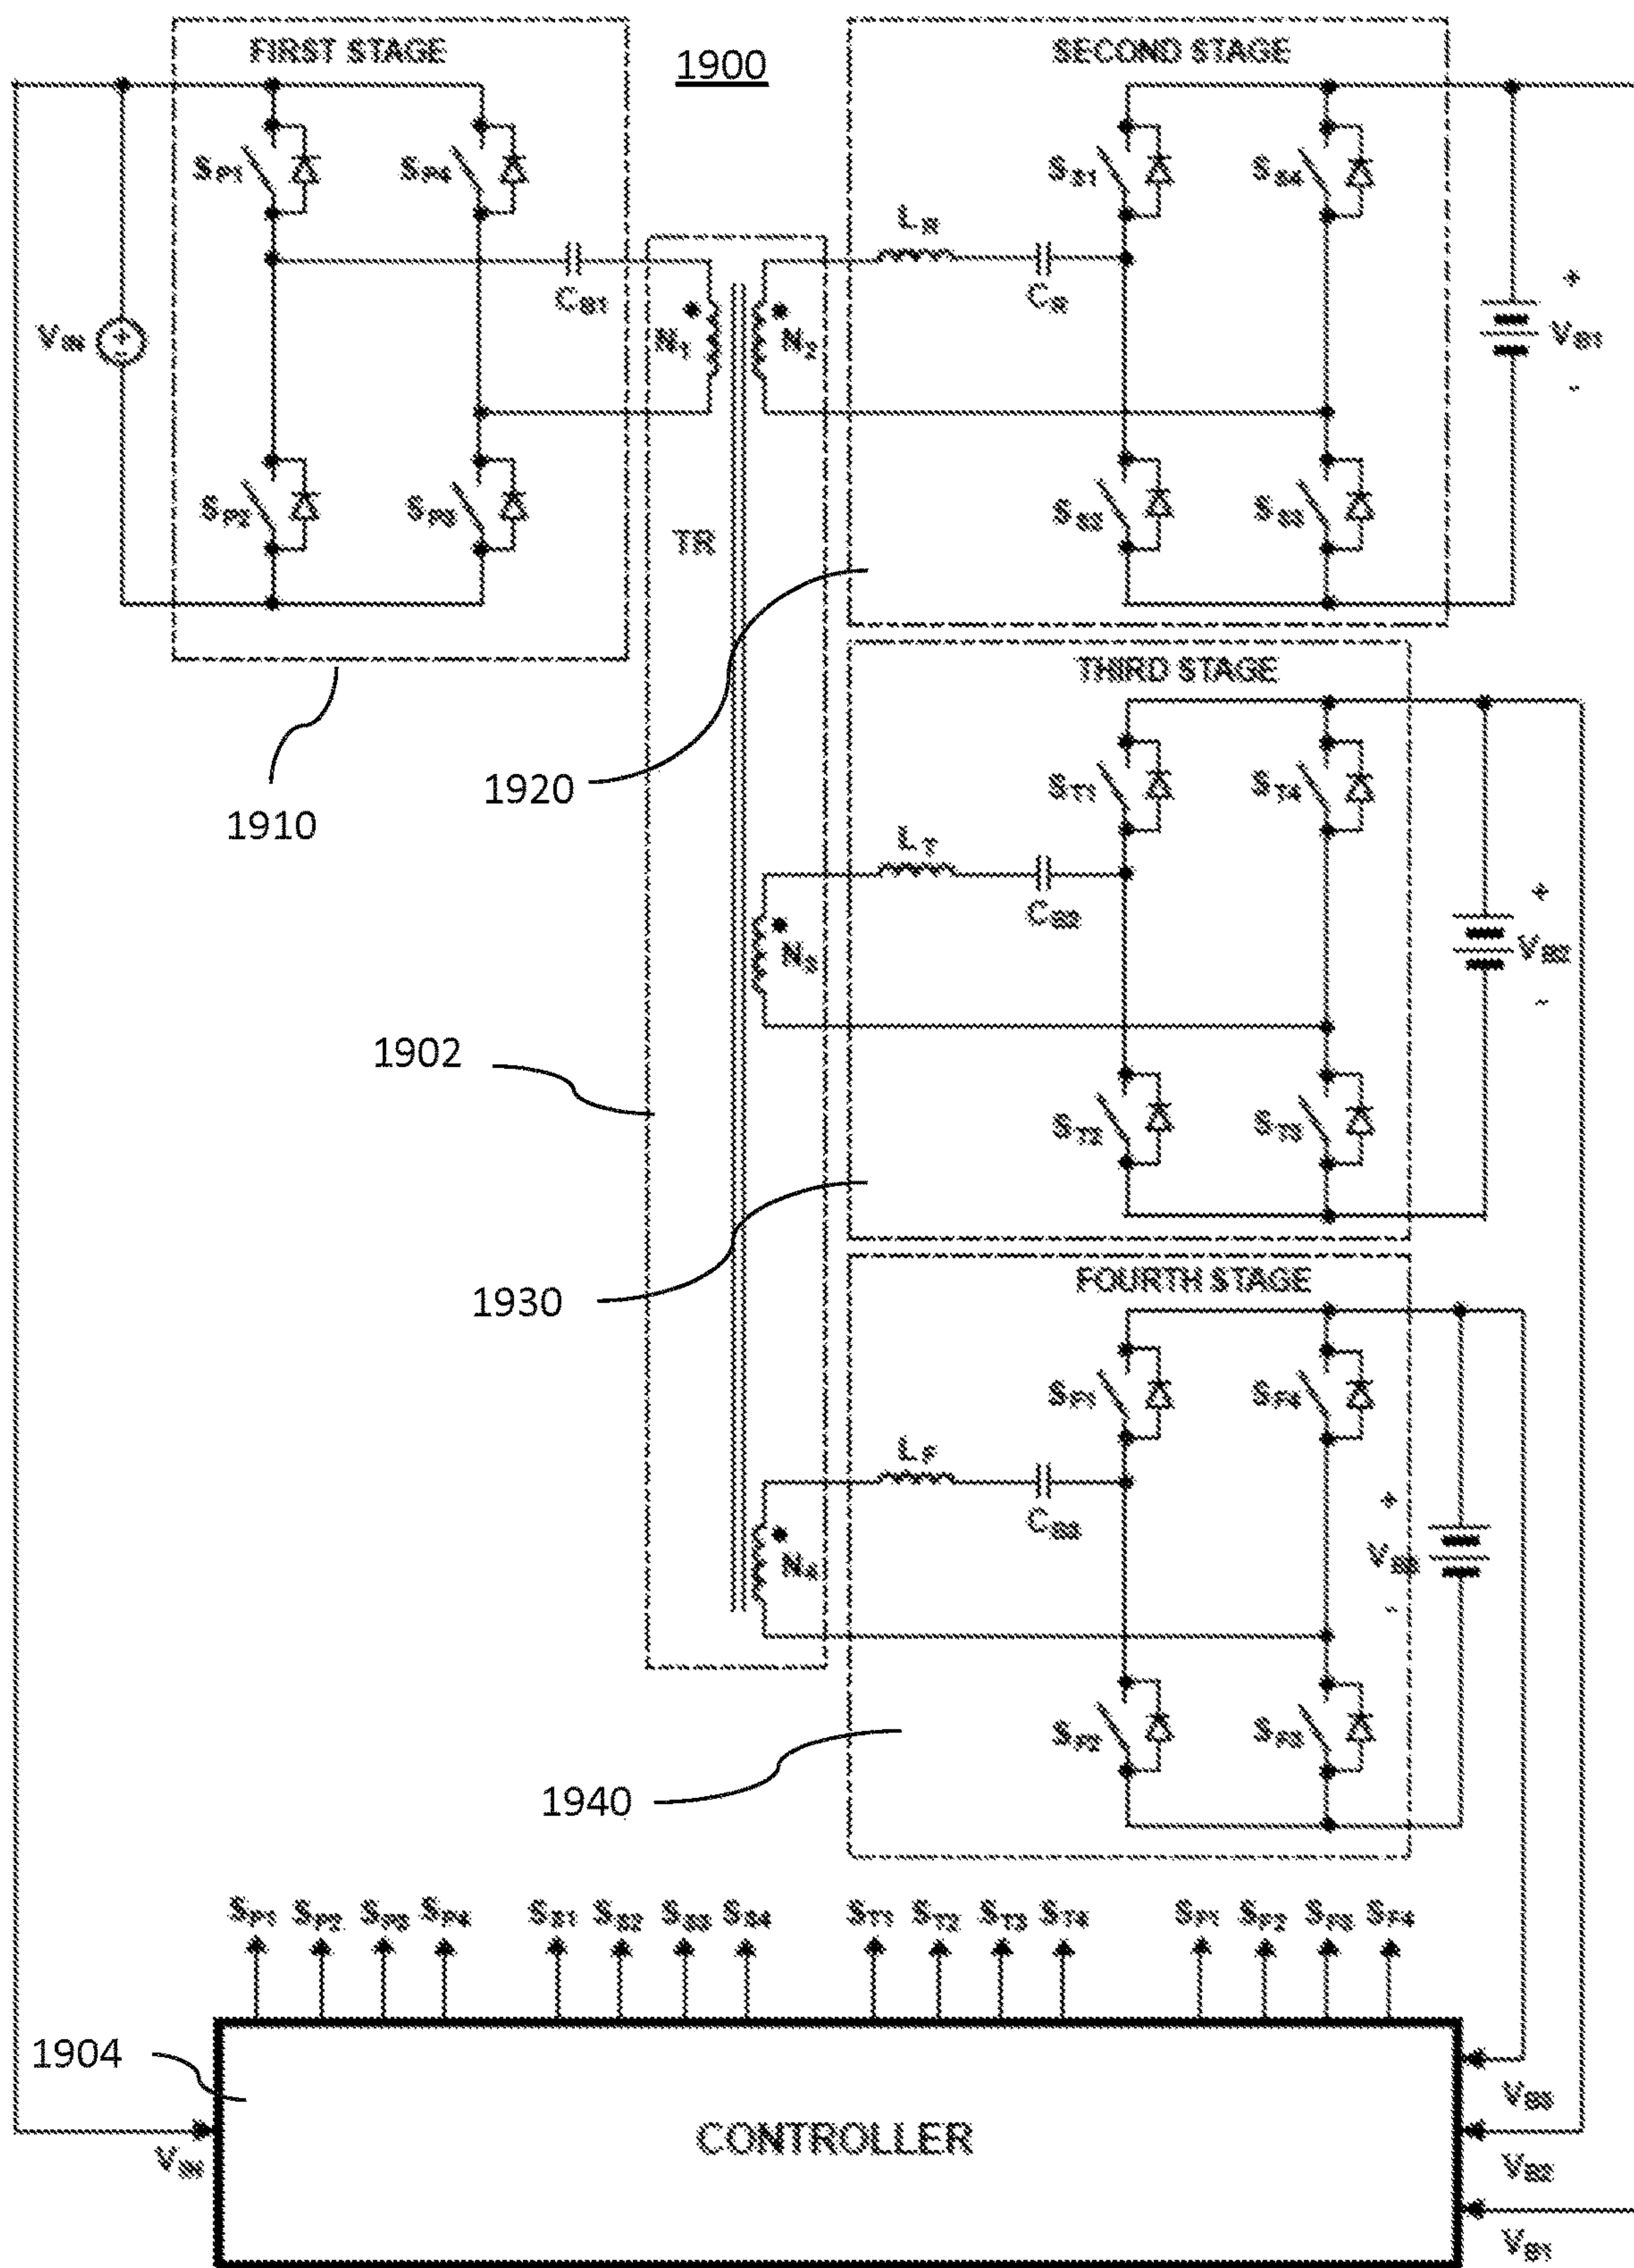 1900
FIRST STAGE
SP1
SP4
CB1
VIN
SP2
SP3
1910
N1
N2
TR
1902
SECOND STAGE
SS1
SS4
LR
CR
VB1
+
-
SS2
SS3
1920
THIRD STAGE
ST1
ST4
LT
CB2
N3
VB2
+
-
ST2
ST3
1930
FOURTH STAGE
SF1
SF4
LF
CB3
N4
VB3
+
-
SF2
SF3
1940
SP1 SP2 SP3 SP4 SS1 SS2 SS3 SS4 ST1 ST2 ST3 ST4 SF1 SF2 SF3 SF4
1904
CONTROLLER
VIN
VB3
VB2
VB1